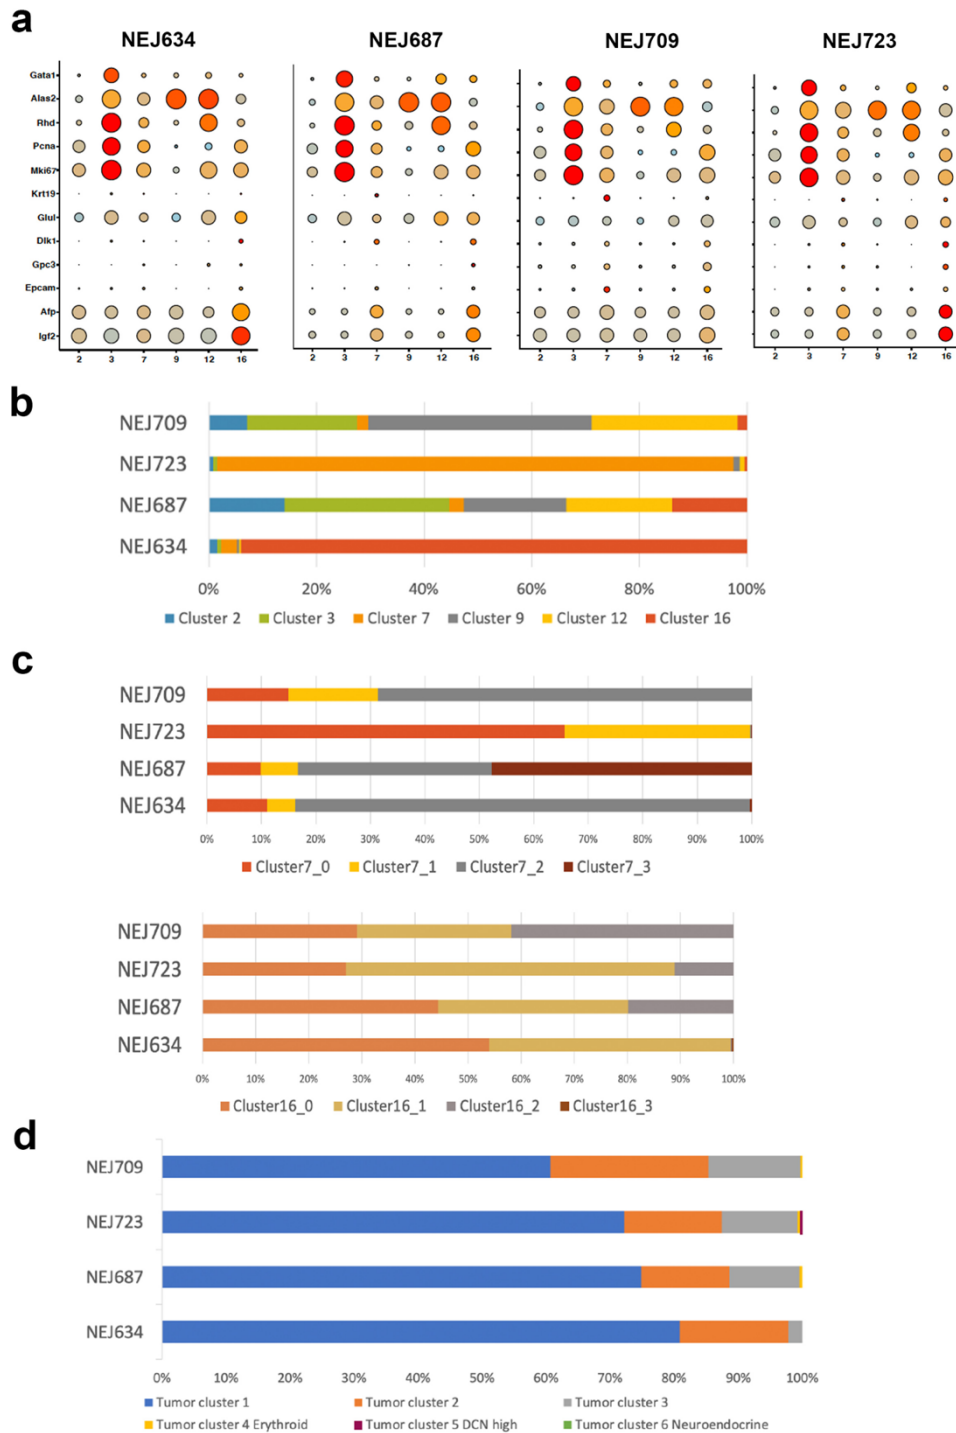 a
NEJ634 NEJ687 NEJ709 NEJ723
Gata1
Alas2
Rhd
Pcna
Mki67
Krt19
Glul
Dlk1
Gpc3
Epcam
Afp
Igf2
2 3 7 9 12 16 2 3 7 9 12 16 2 3 7 9 12 16 2 3 7 9 12 16
b
NEJ709
NEJ723
NEJ687
NEJ634
0% 20% 40% 60% 80% 100%
Cluster 2 Cluster 3 Cluster 7 Cluster 9 Cluster 12 Cluster 16
c
NEJ709
NEJ723
NEJ687
NEJ634
0% 10% 20% 30% 40% 50% 60% 70% 80% 90% 100%
Cluster7_0 Cluster7_1 Cluster7_2 Cluster7_3
NEJ709
NEJ723
NEJ687
NEJ634
0% 10% 20% 30% 40% 50% 60% 70% 80% 90% 100%
Cluster16_0 Cluster16_1 Cluster16_2 Cluster16_3
d
NEJ709
NEJ723
NEJ687
NEJ634
0% 10% 20% 30% 40% 50% 60% 70% 80% 90% 100%
Tumor cluster 1 Tumor cluster 2 Tumor cluster 3
Tumor cluster 4 Erythroid Tumor cluster 5 DCN high Tumor cluster 6 Neuroendocrine